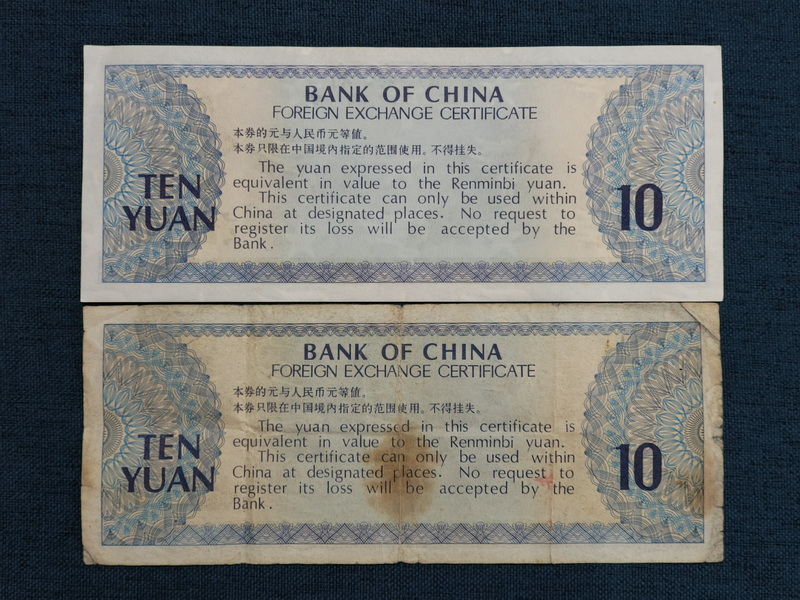 BANK OF CHINA
FOREIGN EXCHANGE CERTIFICATE
本券的元与人民币元等值。
本券只限在中国境内指定的范围使用。不得挂失。
The yuan expressed in this certificate is
equivalent in value to the Renminbi yuan.
This certificate can only be used within
China at designated places. No request to
register its loss will be accepted by the
Bank.
TEN
YUAN
10
BANK OF CHINA
FOREIGN EXCHANGE CERTIFICATE
本券的元与人民币元等值。
本券只限在中国境内指定的范围使用。不得挂失。
The yuan expressed in this certificate is
equivalent in value to the Renminbi yuan.
This certificate can only be used within
China at designated places. No request to
register its loss will be accepted by the
Bank.
TEN
YUAN
10